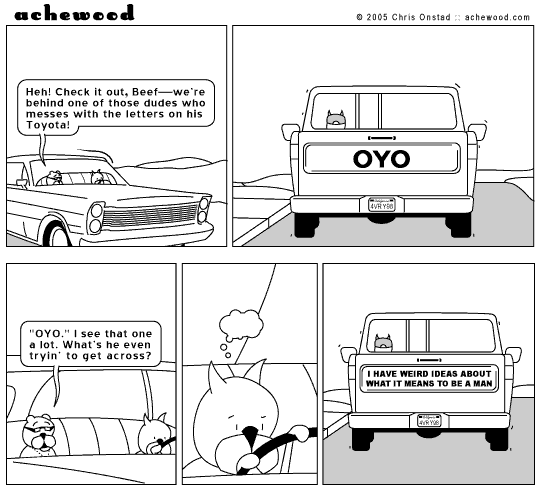 achewood
© 2005 Chris Onstad :: achewood.com
Heh! Check it out, Beef—we're
behind one of those dudes who
messes with the letters on his
Toyota!
OYO
4VRY98
"OYO." I see that one
a lot. What's he even
tryin' to get across?
I HAVE WEIRD IDEAS ABOUT
WHAT IT MEANS TO BE A MAN
4VRY98